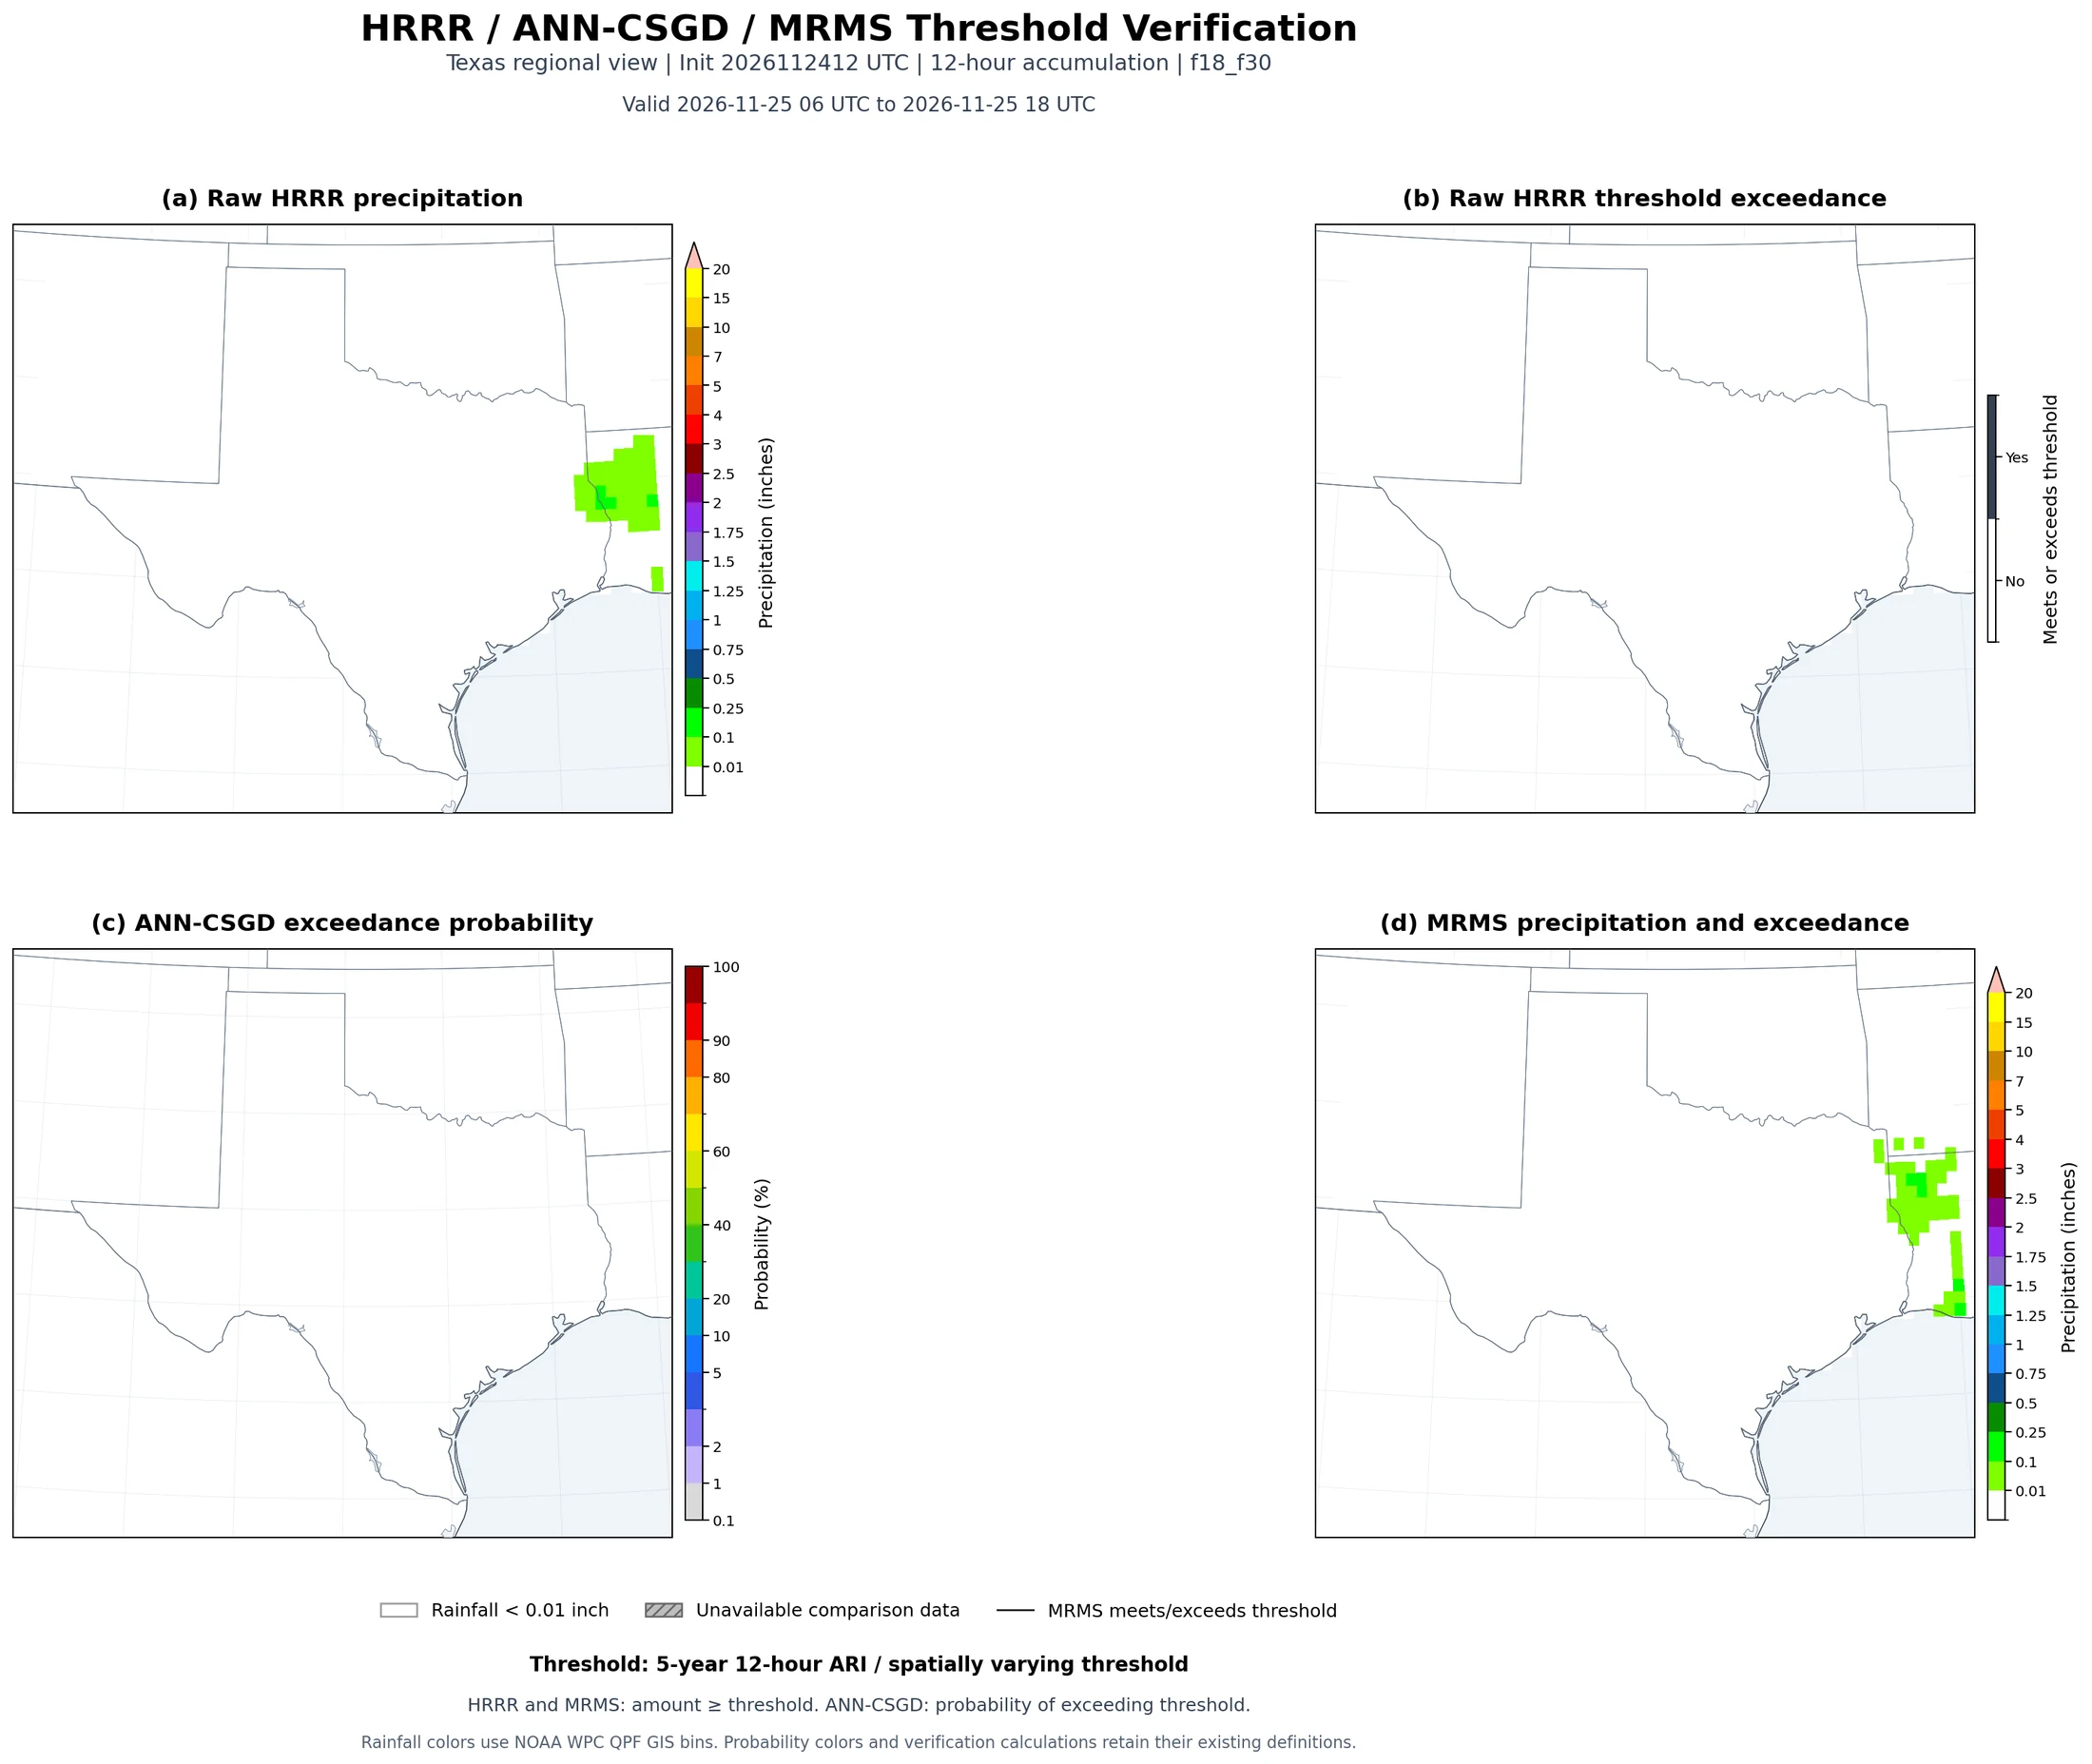 HRRR / ANN-CSGD / MRMS Threshold Verification
Texas regional view | Init 2026112412 UTC | 12-hour accumulation | f18_f30
Valid 2026-11-25 06 UTC to 2026-11-25 18 UTC
(a) Raw HRRR precipitation
20
15
10
7
5
4
3
2.5
2
1.75
1.5
1.25
1
0.75
0.5
0.25
0.1
0.01
Precipitation (inches)
(b) Raw HRRR threshold exceedance
Yes
No
Meets or exceeds threshold
(c) ANN-CSGD exceedance probability
100
90
80
60
40
20
10
5
2
1
0.1
Probability (%)
(d) MRMS precipitation and exceedance
20
15
10
7
5
4
3
2.5
2
1.75
1.5
1.25
1
0.75
0.5
0.25
0.1
0.01
Precipitation (inches)
Rainfall < 0.01 inch
Unavailable comparison data
MRMS meets/exceeds threshold
Threshold: 5-year 12-hour ARI / spatially varying threshold
HRRR and MRMS: amount ≥ threshold. ANN-CSGD: probability of exceeding threshold.
Rainfall colors use NOAA WPC QPF GIS bins. Probability colors and verification calculations retain their existing definitions.